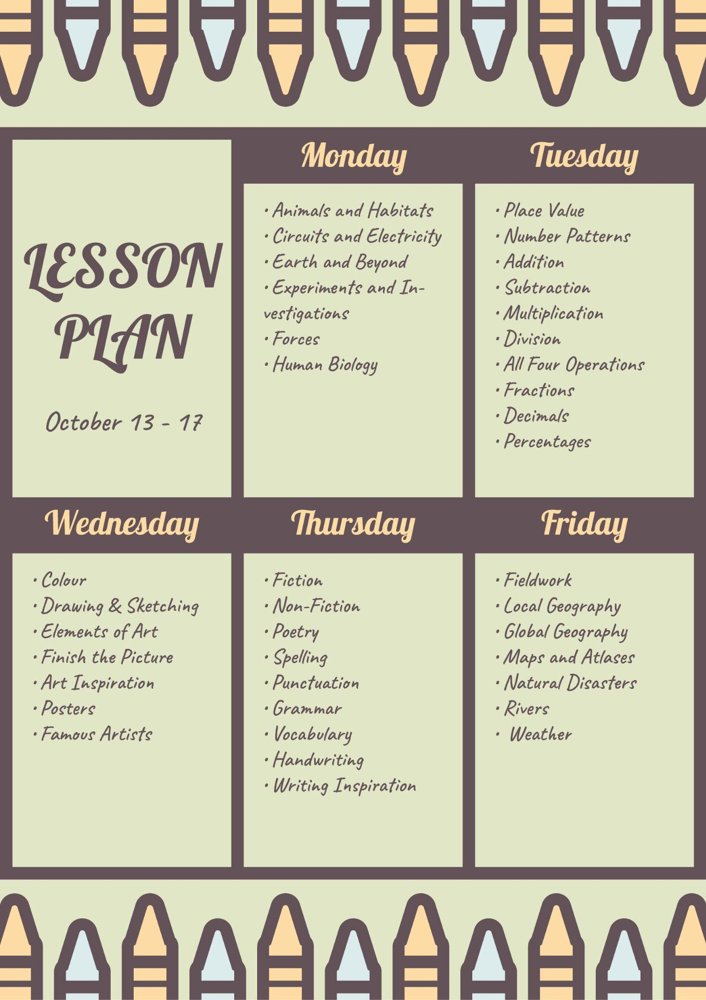 LESSON
PLAN
October 13 - 17
Monday
• Animals and Habitats
• Circuits and Electricity
• Earth and Beyond
• Experiments and In-
vestigations
• Forces
• Human Biology
Tuesday
• Place Value
• Number Patterns
• Addition
• Subtraction
• Multiplication
• Division
• All Four Operations
• Fractions
• Decimals
• Percentages
Wednesday
• Colour
• Drawing & Sketching
• Elements of Art
• Finish the Picture
• Art Inspiration
• Posters
• Famous Artists
Thursday
• Fiction
• Non-Fiction
• Poetry
• Spelling
• Punctuation
• Grammar
• Vocabulary
• Handwriting
• Writing Inspiration
Friday
• Fieldwork
• Local Geography
• Global Geography
• Maps and Atlases
• Natural Disasters
• Rivers
• Weather